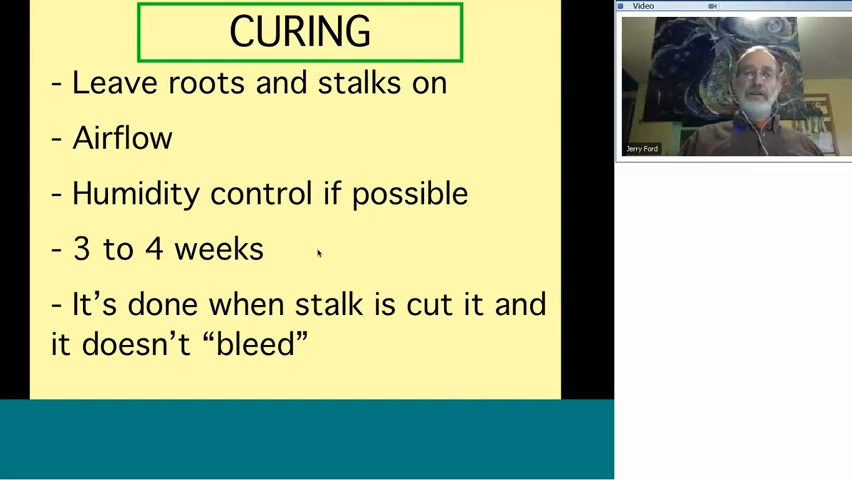 CURING
- Leave roots and stalks on
- Airflow
- Humidity control if possible
- 3 to 4 weeks
- It’s done when stalk is cut it and
it doesn’t “bleed”
Video
Jerry Ford